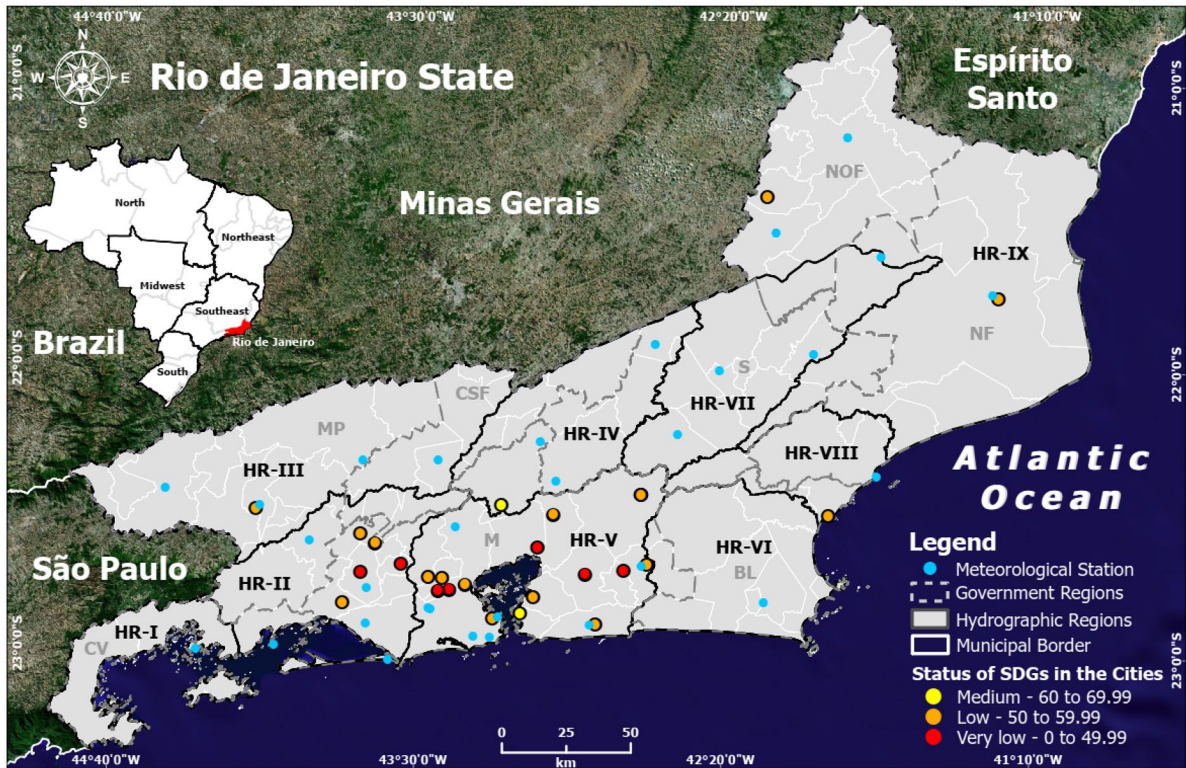 44°40'0"W
43°30'0"W
42°20'0"W
41°10'0"W
21°0'0"S
22°0'0"S
23°0'0"S
N
W
E
S
Rio de Janeiro State
Espírito
Santo
Minas Gerais
North
Northeast
Midwest
Southeast
Rio de Janeiro
South
Brazil
São Paulo
NOF
HR-IX
NF
S
HR-VII
CSF
HR-IV
MP
HR-III
HR-VIII
M
HR-V
HR-VI
BL
HR-II
HR-I
CV
Atlantic
Ocean
Legend
Meteorological Station
Government Regions
Hydrographic Regions
Municipal Border
Status of SDGs in the Cities
Medium - 60 to 69.99
Low - 50 to 59.99
Very low - 0 to 49.99
0 25 50
km
21°0'0"S
22°0'0"S
23°0'0"S
44°40'0"W
43°30'0"W
42°20'0"W
41°10'0"W